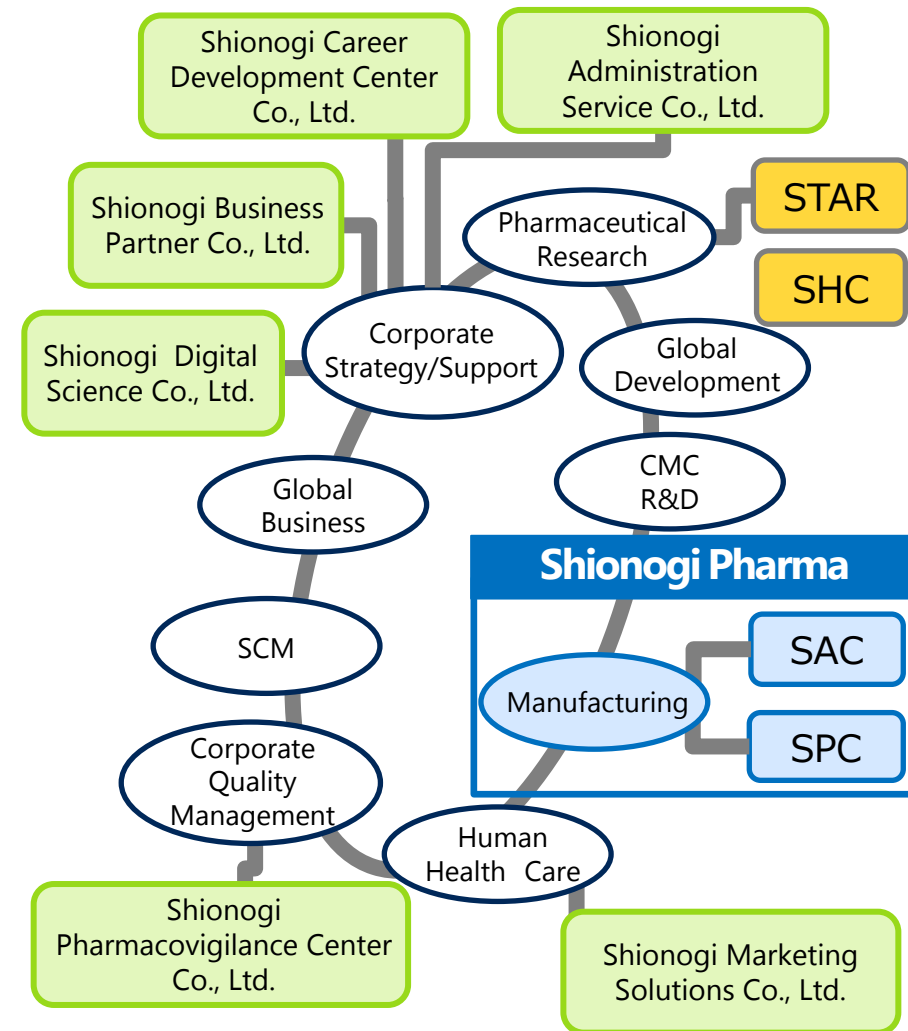 Shionogi Career
Development Center
Co., Ltd.
Shionogi
Administration
Service Co., Ltd.
Shionogi Business
Partner Co., Ltd.
Pharmaceutical
Research
STAR
SHC
Shionogi Digital
Science Co., Ltd.
Corporate
Strategy/Support
Global
Development
Global
Business
CMC
R&D
Shionogi Pharma
SCM
Manufacturing
SAC
SPC
Corporate
Quality
Management
Human
Health Care
Shionogi
Pharmacovigilance Center
Co., Ltd.
Shionogi Marketing
Solutions Co., Ltd.